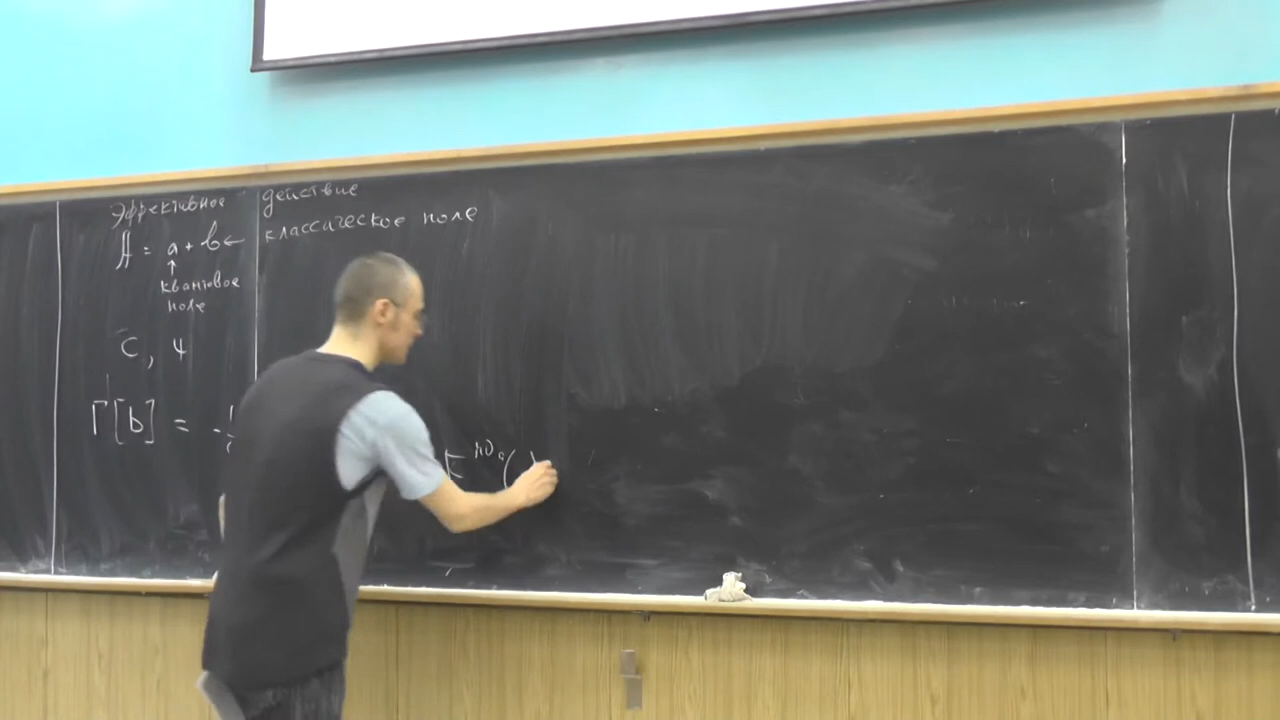 Эффективное действие
A = a + b ← классическое поле
↑
квантовое
поле
c̄, ψ
Γ[b] = -